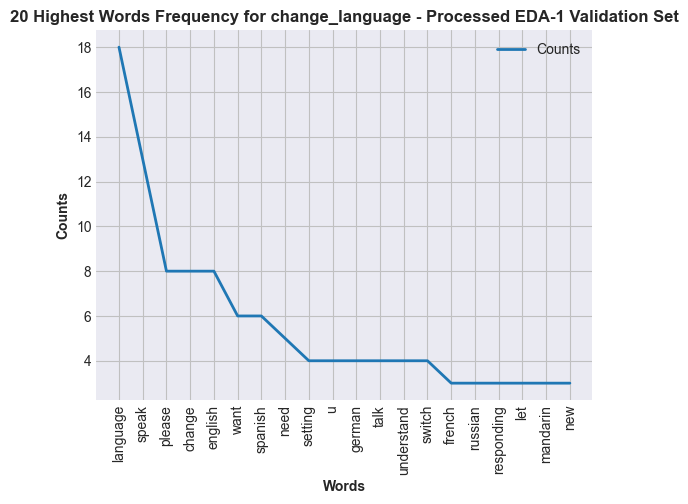 20 Highest Words Frequency for change_language - Processed EDA-1 Validation Set
Counts
Counts
18
16
14
12
10
8
6
4
language
speak
please
change
english
want
spanish
need
setting
u
german
talk
understand
switch
french
russian
responding
let
mandarin
new
Words